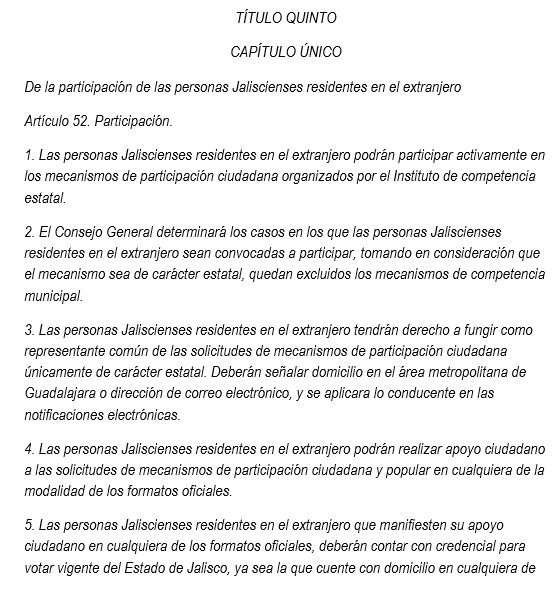 TÍTULO QUINTO
CAPÍTULO ÚNICO
De la participación de las personas Jaliscienses residentes en el extranjero
Artículo 52. Participación.
1. Las personas Jaliscienses residentes en el extranjero podrán participar activamente en
los mecanismos de participación ciudadana organizados por el Instituto de competencia
estatal.
2. El Consejo General determinará los casos en los que las personas Jaliscienses
residentes en el extranjero sean convocadas a participar, tomando en consideración que
el mecanismo sea de carácter estatal, quedan excluidos los mecanismos de competencia
municipal.
3. Las personas Jaliscienses residentes en el extranjero tendrán derecho a fungir como
representante común de las solicitudes de mecanismos de participación ciudadana
únicamente de carácter estatal. Deberán señalar domicilio en el área metropolitana de
Guadalajara o dirección de correo electrónico, y se aplicara lo conducente en las
notificaciones electrónicas.
4. Las personas Jaliscienses residentes en el extranjero podrán realizar apoyo ciudadano
a las solicitudes de mecanismos de participación ciudadana y popular en cualquiera de la
modalidad de los formatos oficiales.
5. Las personas Jaliscienses residentes en el extranjero que manifiesten su apoyo
ciudadano en cualquiera de los formatos oficiales, deberán contar con credencial para
votar vigente del Estado de Jalisco, ya sea la que cuente con domicilio en cualquiera de